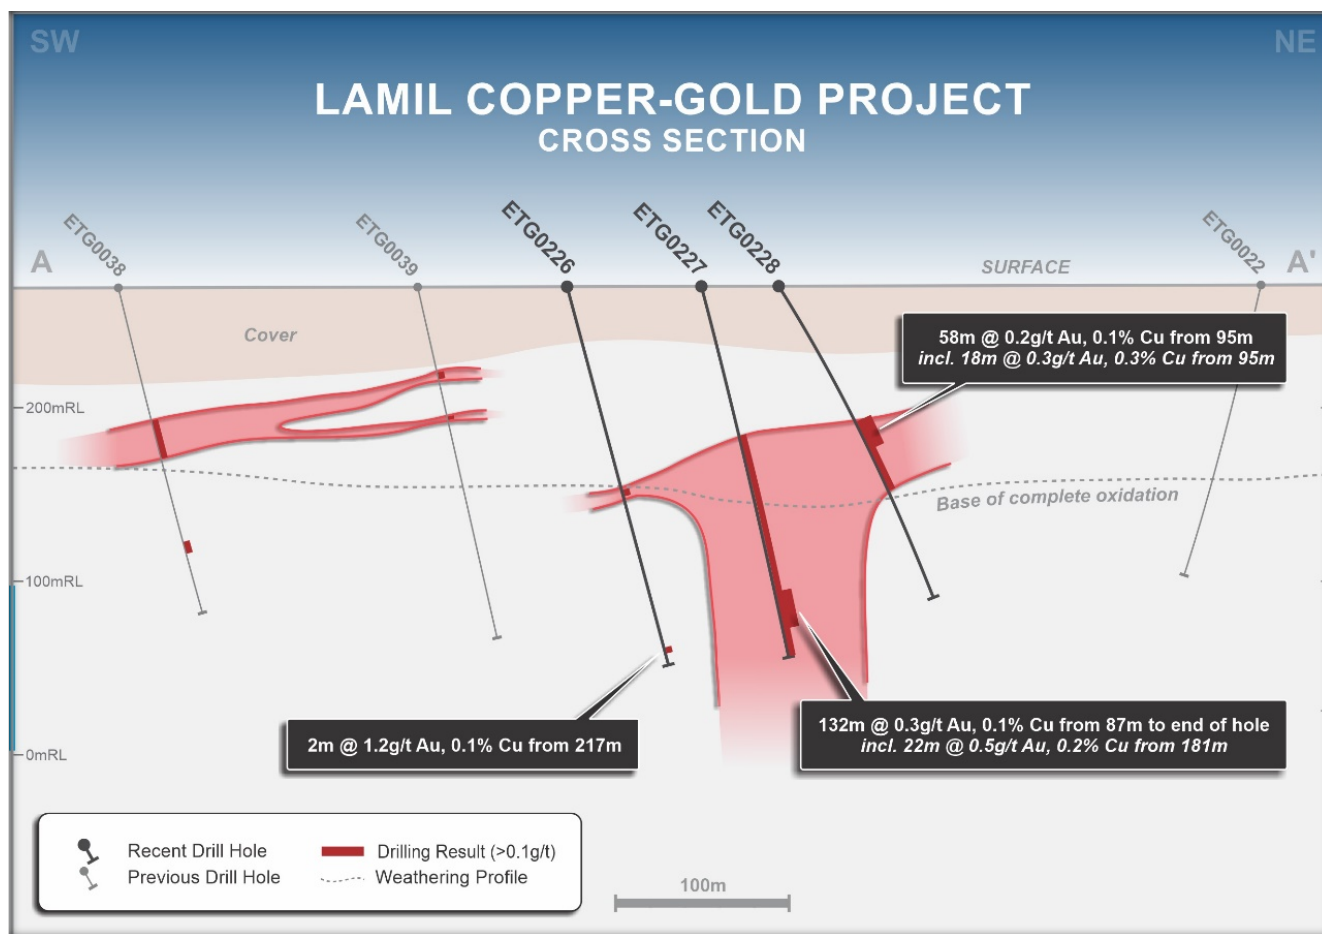 SW
NE
LAMIL COPPER-GOLD PROJECT
CROSS SECTION
ETG0038
ETG0039
ETG0226
ETG0227
ETG0228
ETG0022
A
SURFACE
A'
Cover
58m @ 0.2g/t Au, 0.1% Cu from 95m
incl. 18m @ 0.3g/t Au, 0.3% Cu from 95m
200mRL
Base of complete oxidation
100mRL
132m @ 0.3g/t Au, 0.1% Cu from 87m to end of hole
incl. 22m @ 0.5g/t Au, 0.2% Cu from 181m
2m @ 1.2g/t Au, 0.1% Cu from 217m
0mRL
Recent Drill Hole
Drilling Result (>0.1g/t)
Previous Drill Hole
Weathering Profile
100m